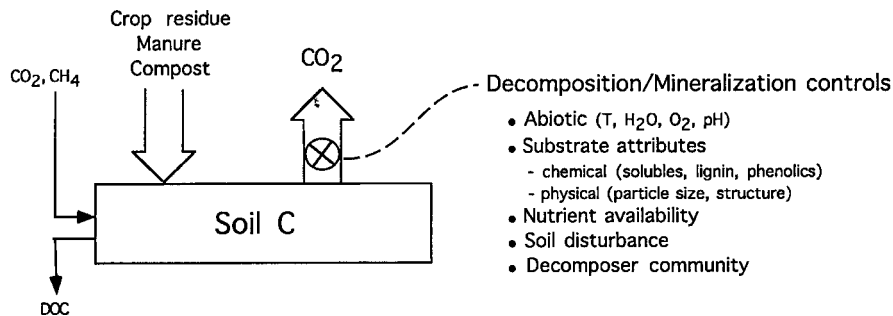 Crop residue
Manure
Compost
CO2, CH4
CO2
Decomposition/Mineralization controls
• Abiotic (T, H2O, O2, pH)
• Substrate attributes
- chemical (solubles, lignin, phenolics)
- physical (particle size, structure)
• Nutrient availability
• Soil disturbance
• Decomposer community
Soil C
DOC